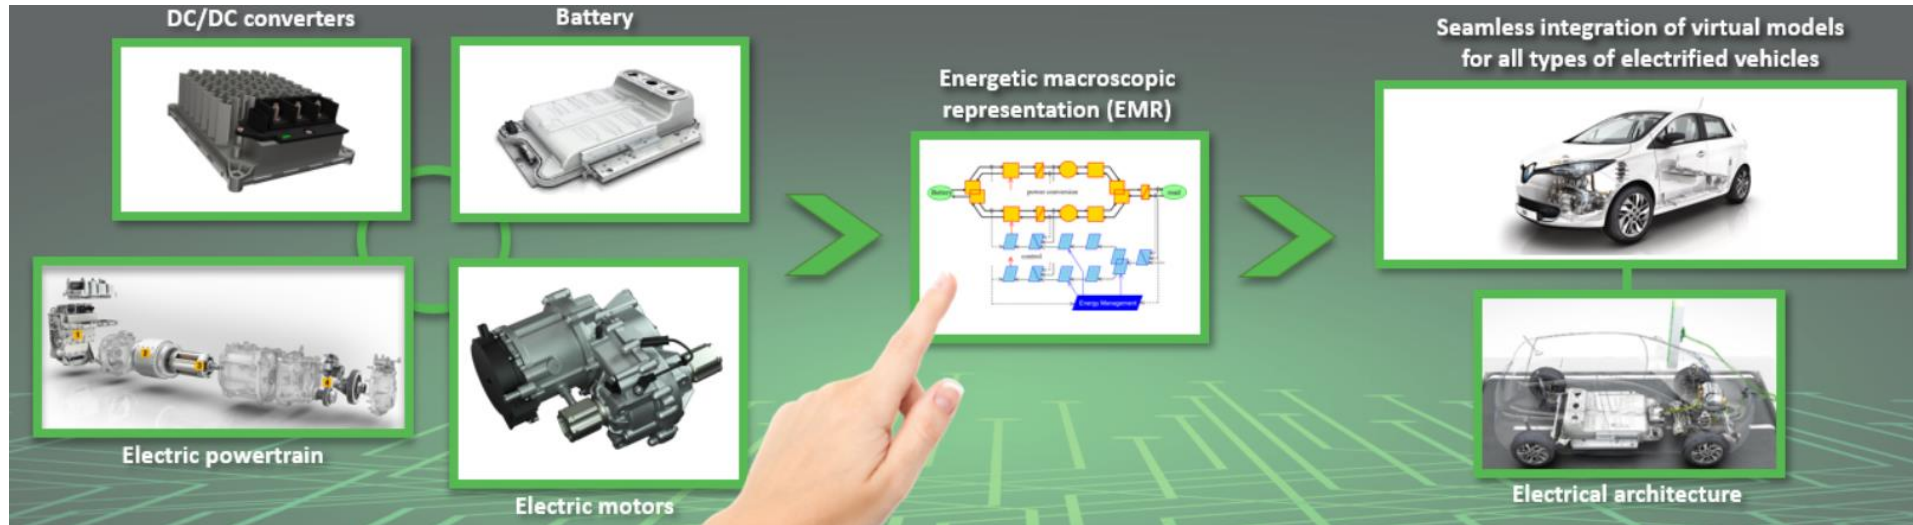 DC/DC converters
Battery
Electric powertrain
Electric motors
Energetic macroscopic
representation (EMR)
Battery
power conversion
road
control
Energy Management
Seamless integration of virtual models
for all types of electrified vehicles
Electrical architecture